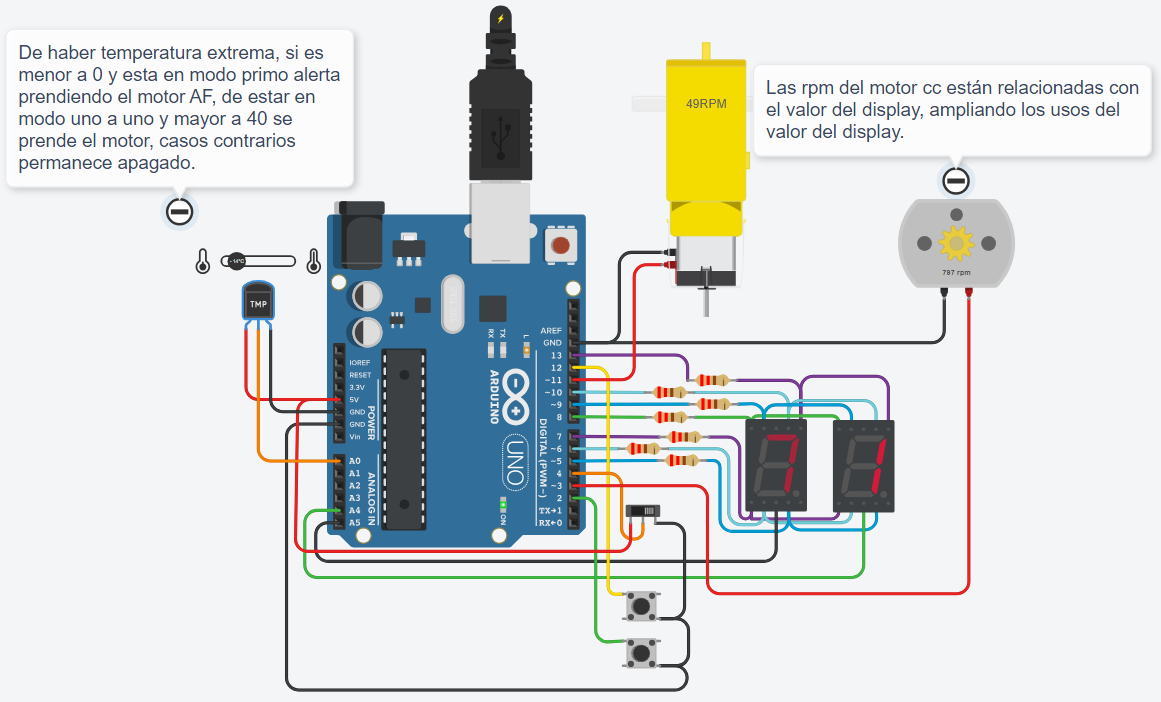 De haber temperatura extrema, si es
menor a 0 y esta en modo primo alerta
prendiendo el motor AF, de estar en
modo uno a uno y mayor a 40 se
prende el motor, casos contrarios
permanece apagado.
49RPM
Las rpm del motor cc están relacionadas con
el valor del display, ampliando los usos del
valor del display.
787 rpm
-14°C
TMP
AREF
GND
13
12
~11
~10
~9
8
7
~6
~5
4
~3
2
TX→1
RX←0
RX
TX
L
ARDUINO
UNO
ON
DIGITAL (PWM~)
IOREF
RESET
3.3V
5V
GND
GND
Vin
POWER
A0
A1
A2
A3
A4
A5
ANALOG IN